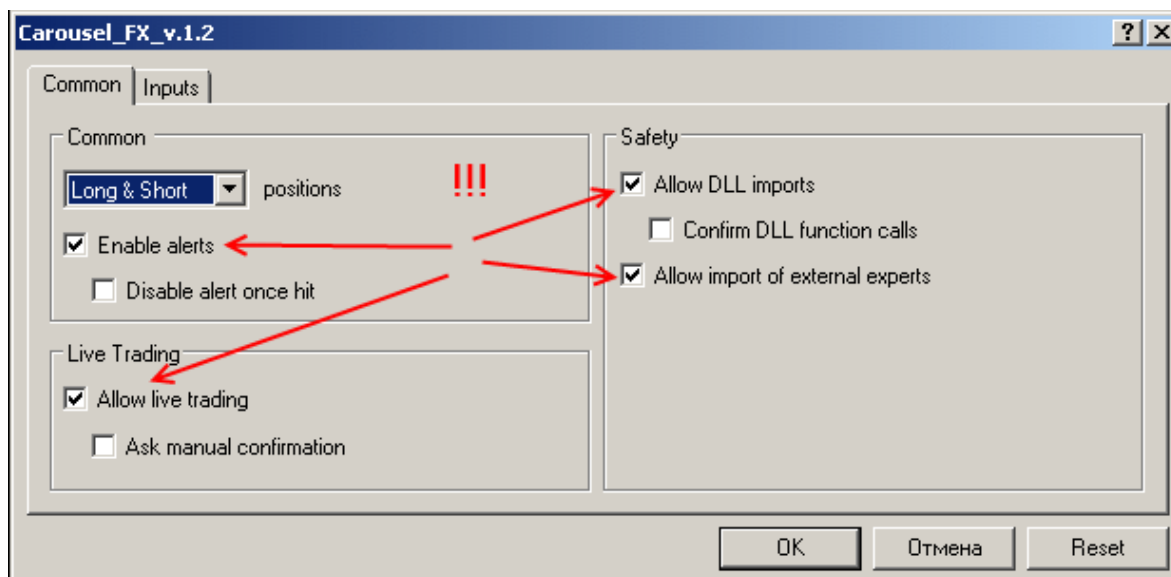 Carousel_FX_v.1.2
Common
Inputs
Common
Long & Short positions
!!!
Enable alerts
Disable alert once hit
Live Trading
Allow live trading
Ask manual confirmation
Safety
Allow DLL imports
Confirm DLL function calls
Allow import of external experts
OK
Отмена
Reset